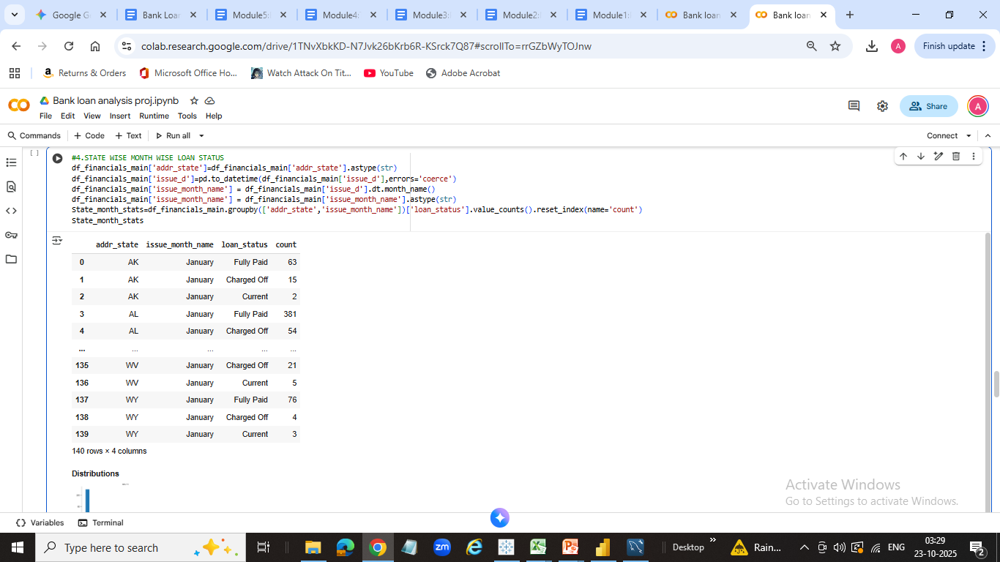 Google G
Bank Loan
Module5:
Module4:
Module3:
Module2:
Module1:
Bank loan
Bank loan
colab.research.google.com/drive/1TNvXbkKD-N7Jvk26bKrb6R-KSrck7Q87#scrollTo=rrGZbWyTOJnw
A
Finish update
Returns & Orders
Microsoft Office Ho...
Watch Attack On Tit...
YouTube
Adobe Acrobat
Bank loan analysis proj.ipynb
File Edit View Insert Runtime Tools Help
Share
A
Commands + Code + Text Run all
Connect
[ ]
#4.STATE WISE MONTH WISE LOAN STATUS
df_financials_main['addr_state']=df_financials_main['addr_state'].astype(str)
df_financials_main['issue_d']=pd.to_datetime(df_financials_main['issue_d'],errors='coerce')
df_financials_main['issue_month_name'] = df_financials_main['issue_d'].dt.month_name()
df_financials_main['issue_month_name'] = df_financials_main['issue_month_name'].astype(str)
State_month_stats=df_financials_main.groupby(['addr_state','issue_month_name'])['loan_status'].value_counts().reset_index(name='count')
State_month_stats
addr_state issue_month_name loan_status count
0 AK January Fully Paid 63
1 AK January Charged Off 15
2 AK January Current 2
3 AL January Fully Paid 381
4 AL January Charged Off 54
... ... ... ... ...
135 WV January Charged Off 21
136 WV January Current 5
137 WY January Fully Paid 76
138 WY January Charged Off 4
139 WY January Current 3
140 rows × 4 columns
Distributions
Activate Windows
Go to Settings to activate Windows.
Variables Terminal
Type here to search
zm
Desktop
Rain...
ENG
03:29
23-10-2025
2